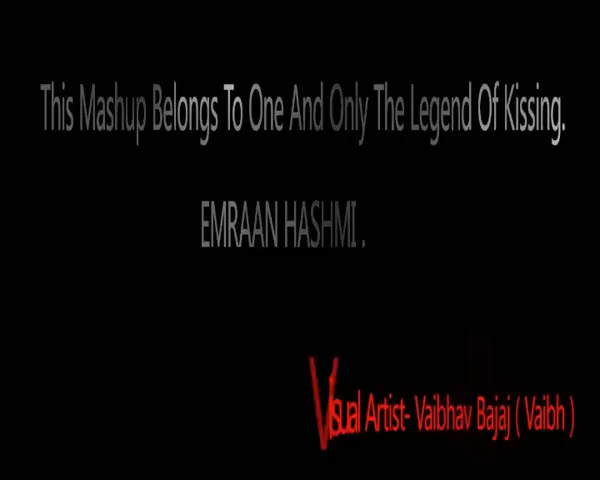 This Mashup Belongs To One And Only The Legend Of Kissing.
EMRAAN HASHMI .
Visual Artist- Vaibhav Bajaj ( Vaibh )